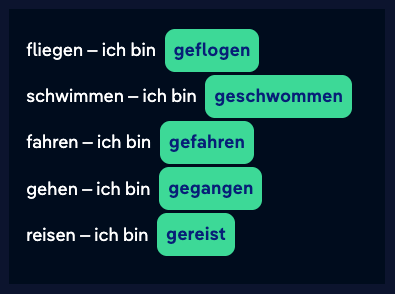 fliegen – ich bin geflogen
schwimmen – ich bin geschwommen
fahren – ich bin gefahren
gehen – ich bin gegangen
reisen – ich bin gereist